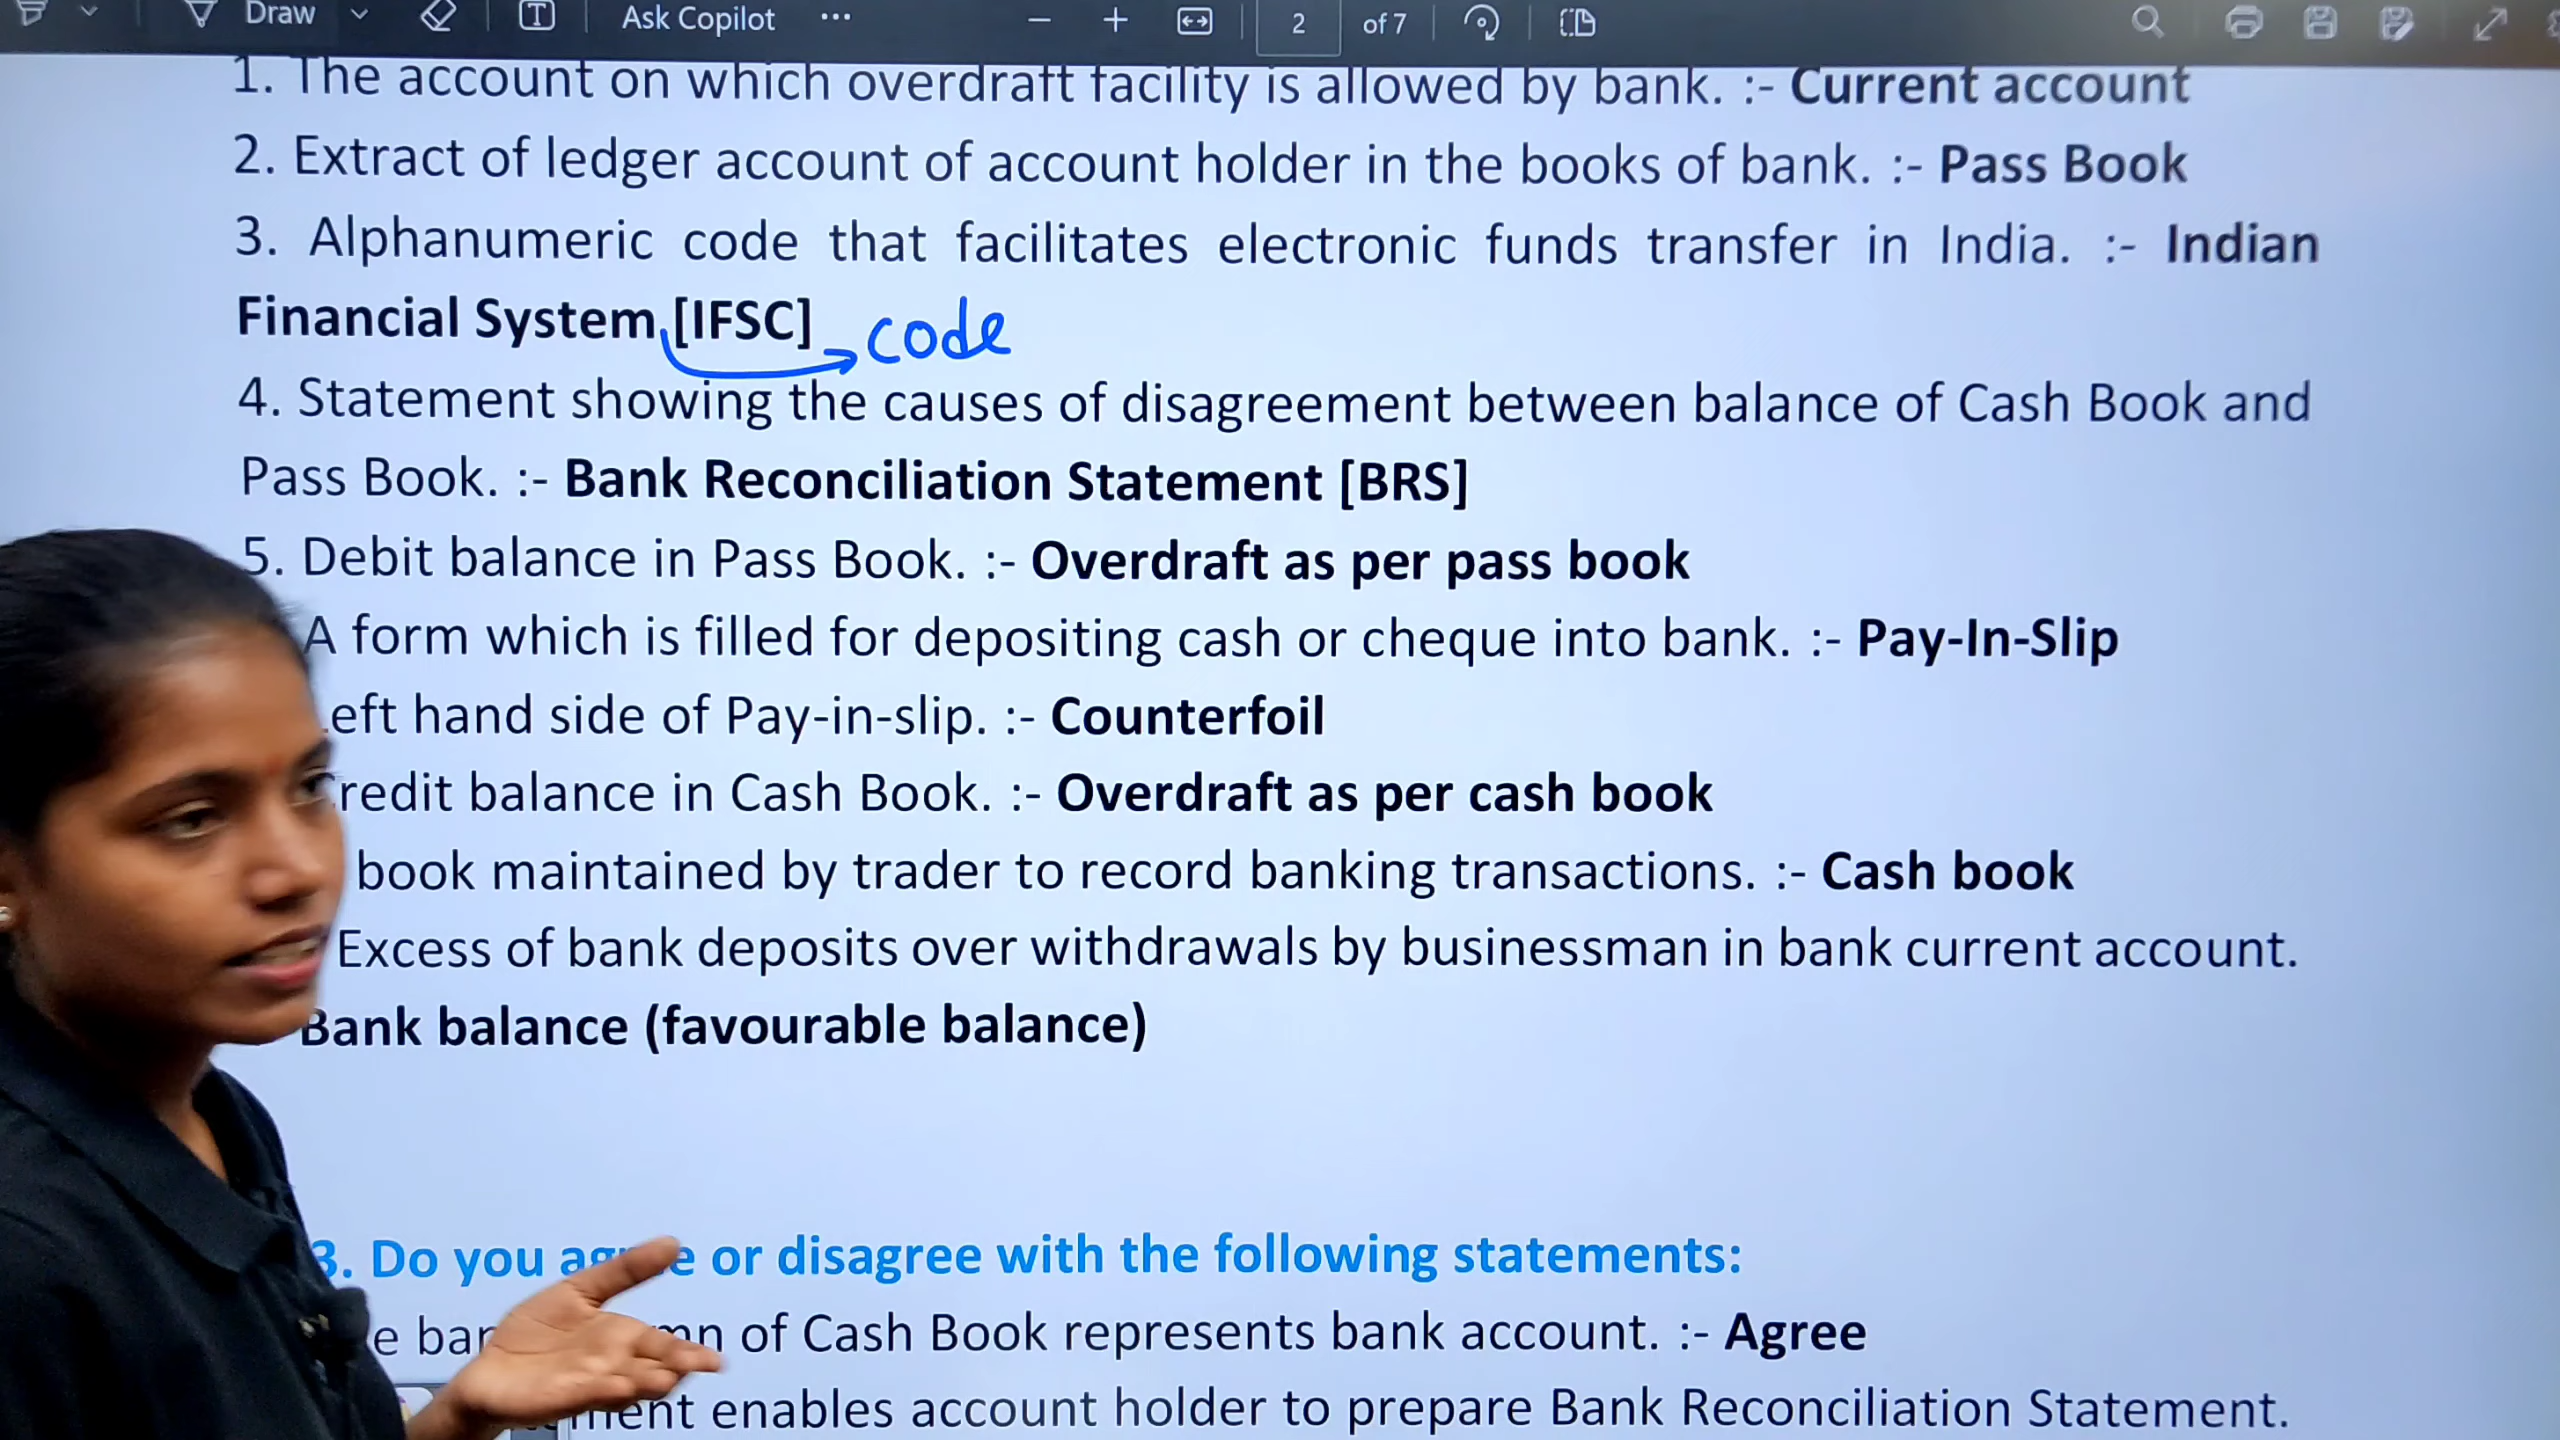 Draw Ask Copilot ... 2 of 7
1. The account on which overdraft facility is allowed by bank. :- Current account
2. Extract of ledger account of account holder in the books of bank. :- Pass Book
3. Alphanumeric code that facilitates electronic funds transfer in India. :- Indian
Financial System [IFSC] code
4. Statement showing the causes of disagreement between balance of Cash Book and
Pass Book. :- Bank Reconciliation Statement [BRS]
5. Debit balance in Pass Book. :- Overdraft as per pass book
A form which is filled for depositing cash or cheque into bank. :- Pay-In-Slip
eft hand side of Pay-in-slip. :- Counterfoil
redit balance in Cash Book. :- Overdraft as per cash book
book maintained by trader to record banking transactions. :- Cash book
Excess of bank deposits over withdrawals by businessman in bank current account.
Bank balance (favourable balance)
3. Do you agree or disagree with the following statements:
of Cash Book represents bank account. :- Agree
enables account holder to prepare Bank Reconciliation Statement.